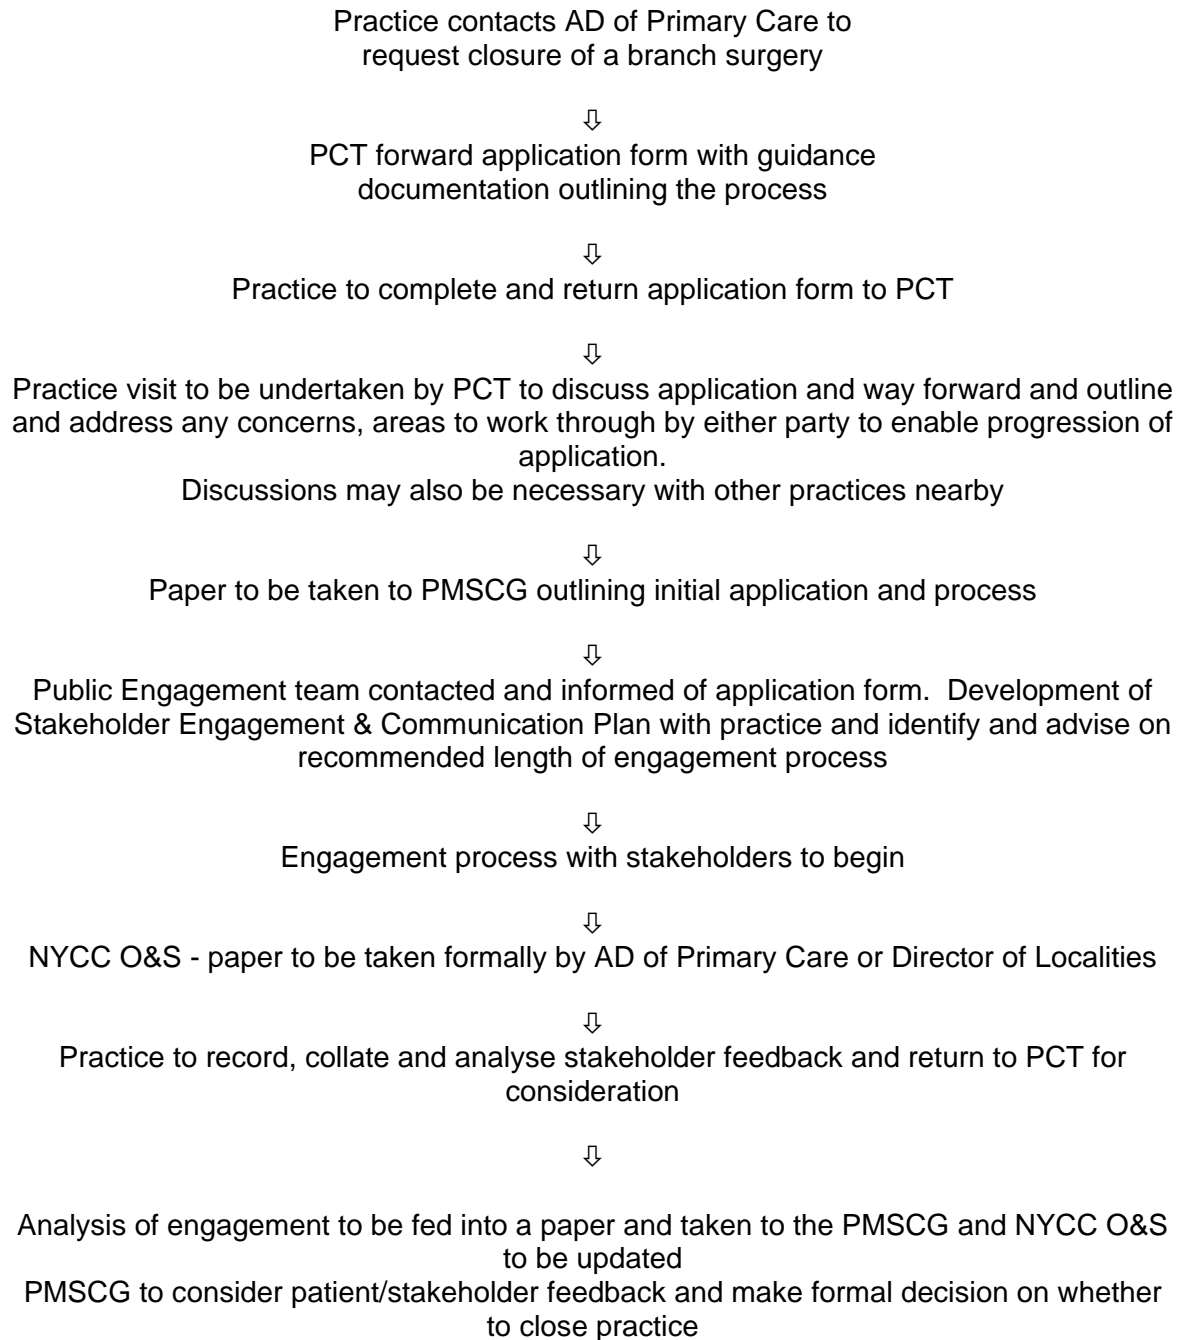 Practice contacts AD of Primary Care to
request closure of a branch surgery
⇩
PCT forward application form with guidance
documentation outlining the process
⇩
Practice to complete and return application form to PCT
⇩
Practice visit to be undertaken by PCT to discuss application and way forward and outline
and address any concerns, areas to work through by either party to enable progression of
application.
Discussions may also be necessary with other practices nearby
⇩
Paper to be taken to PMSCG outlining initial application and process
⇩
Public Engagement team contacted and informed of application form.  Development of
Stakeholder Engagement & Communication Plan with practice and identify and advise on
recommended length of engagement process
⇩
Engagement process with stakeholders to begin
⇩
NYCC O&S - paper to be taken formally by AD of Primary Care or Director of Localities
⇩
Practice to record, collate and analyse stakeholder feedback and return to PCT for
consideration
⇩
Analysis of engagement to be fed into a paper and taken to the PMSCG and NYCC O&S
to be updated
PMSCG to consider patient/stakeholder feedback and make formal decision on whether
to close practice